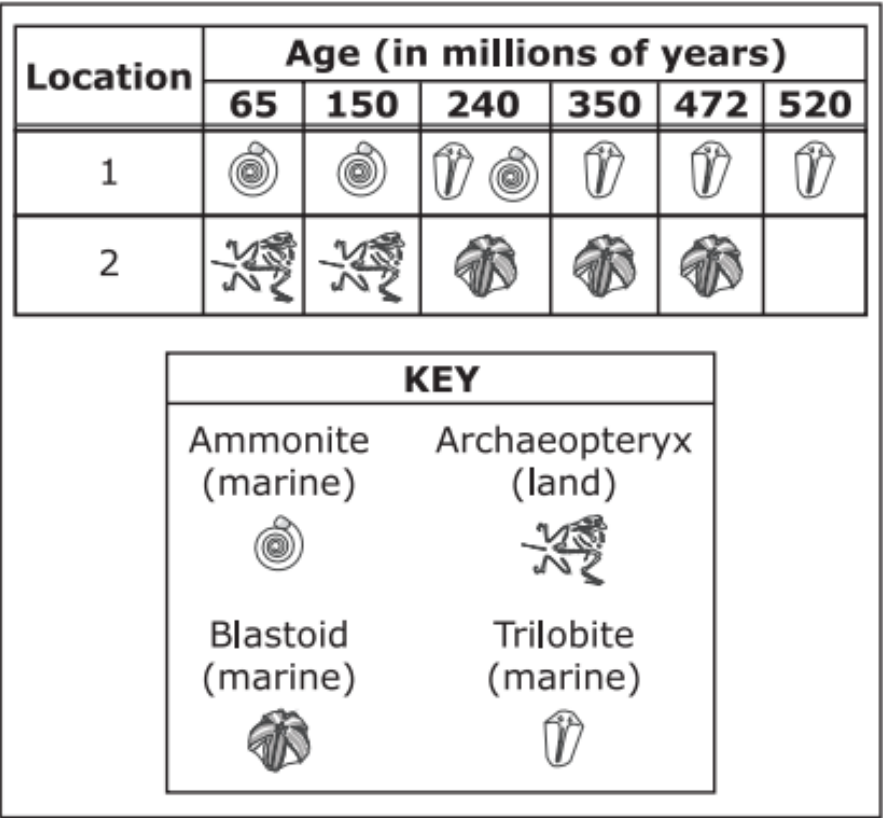 Location
Age (in millions of years)
65 150 240 350 472 520
1
2
KEY
Ammonite
(marine)
Archaeopteryx
(land)
Blastoid
(marine)
Trilobite
(marine)